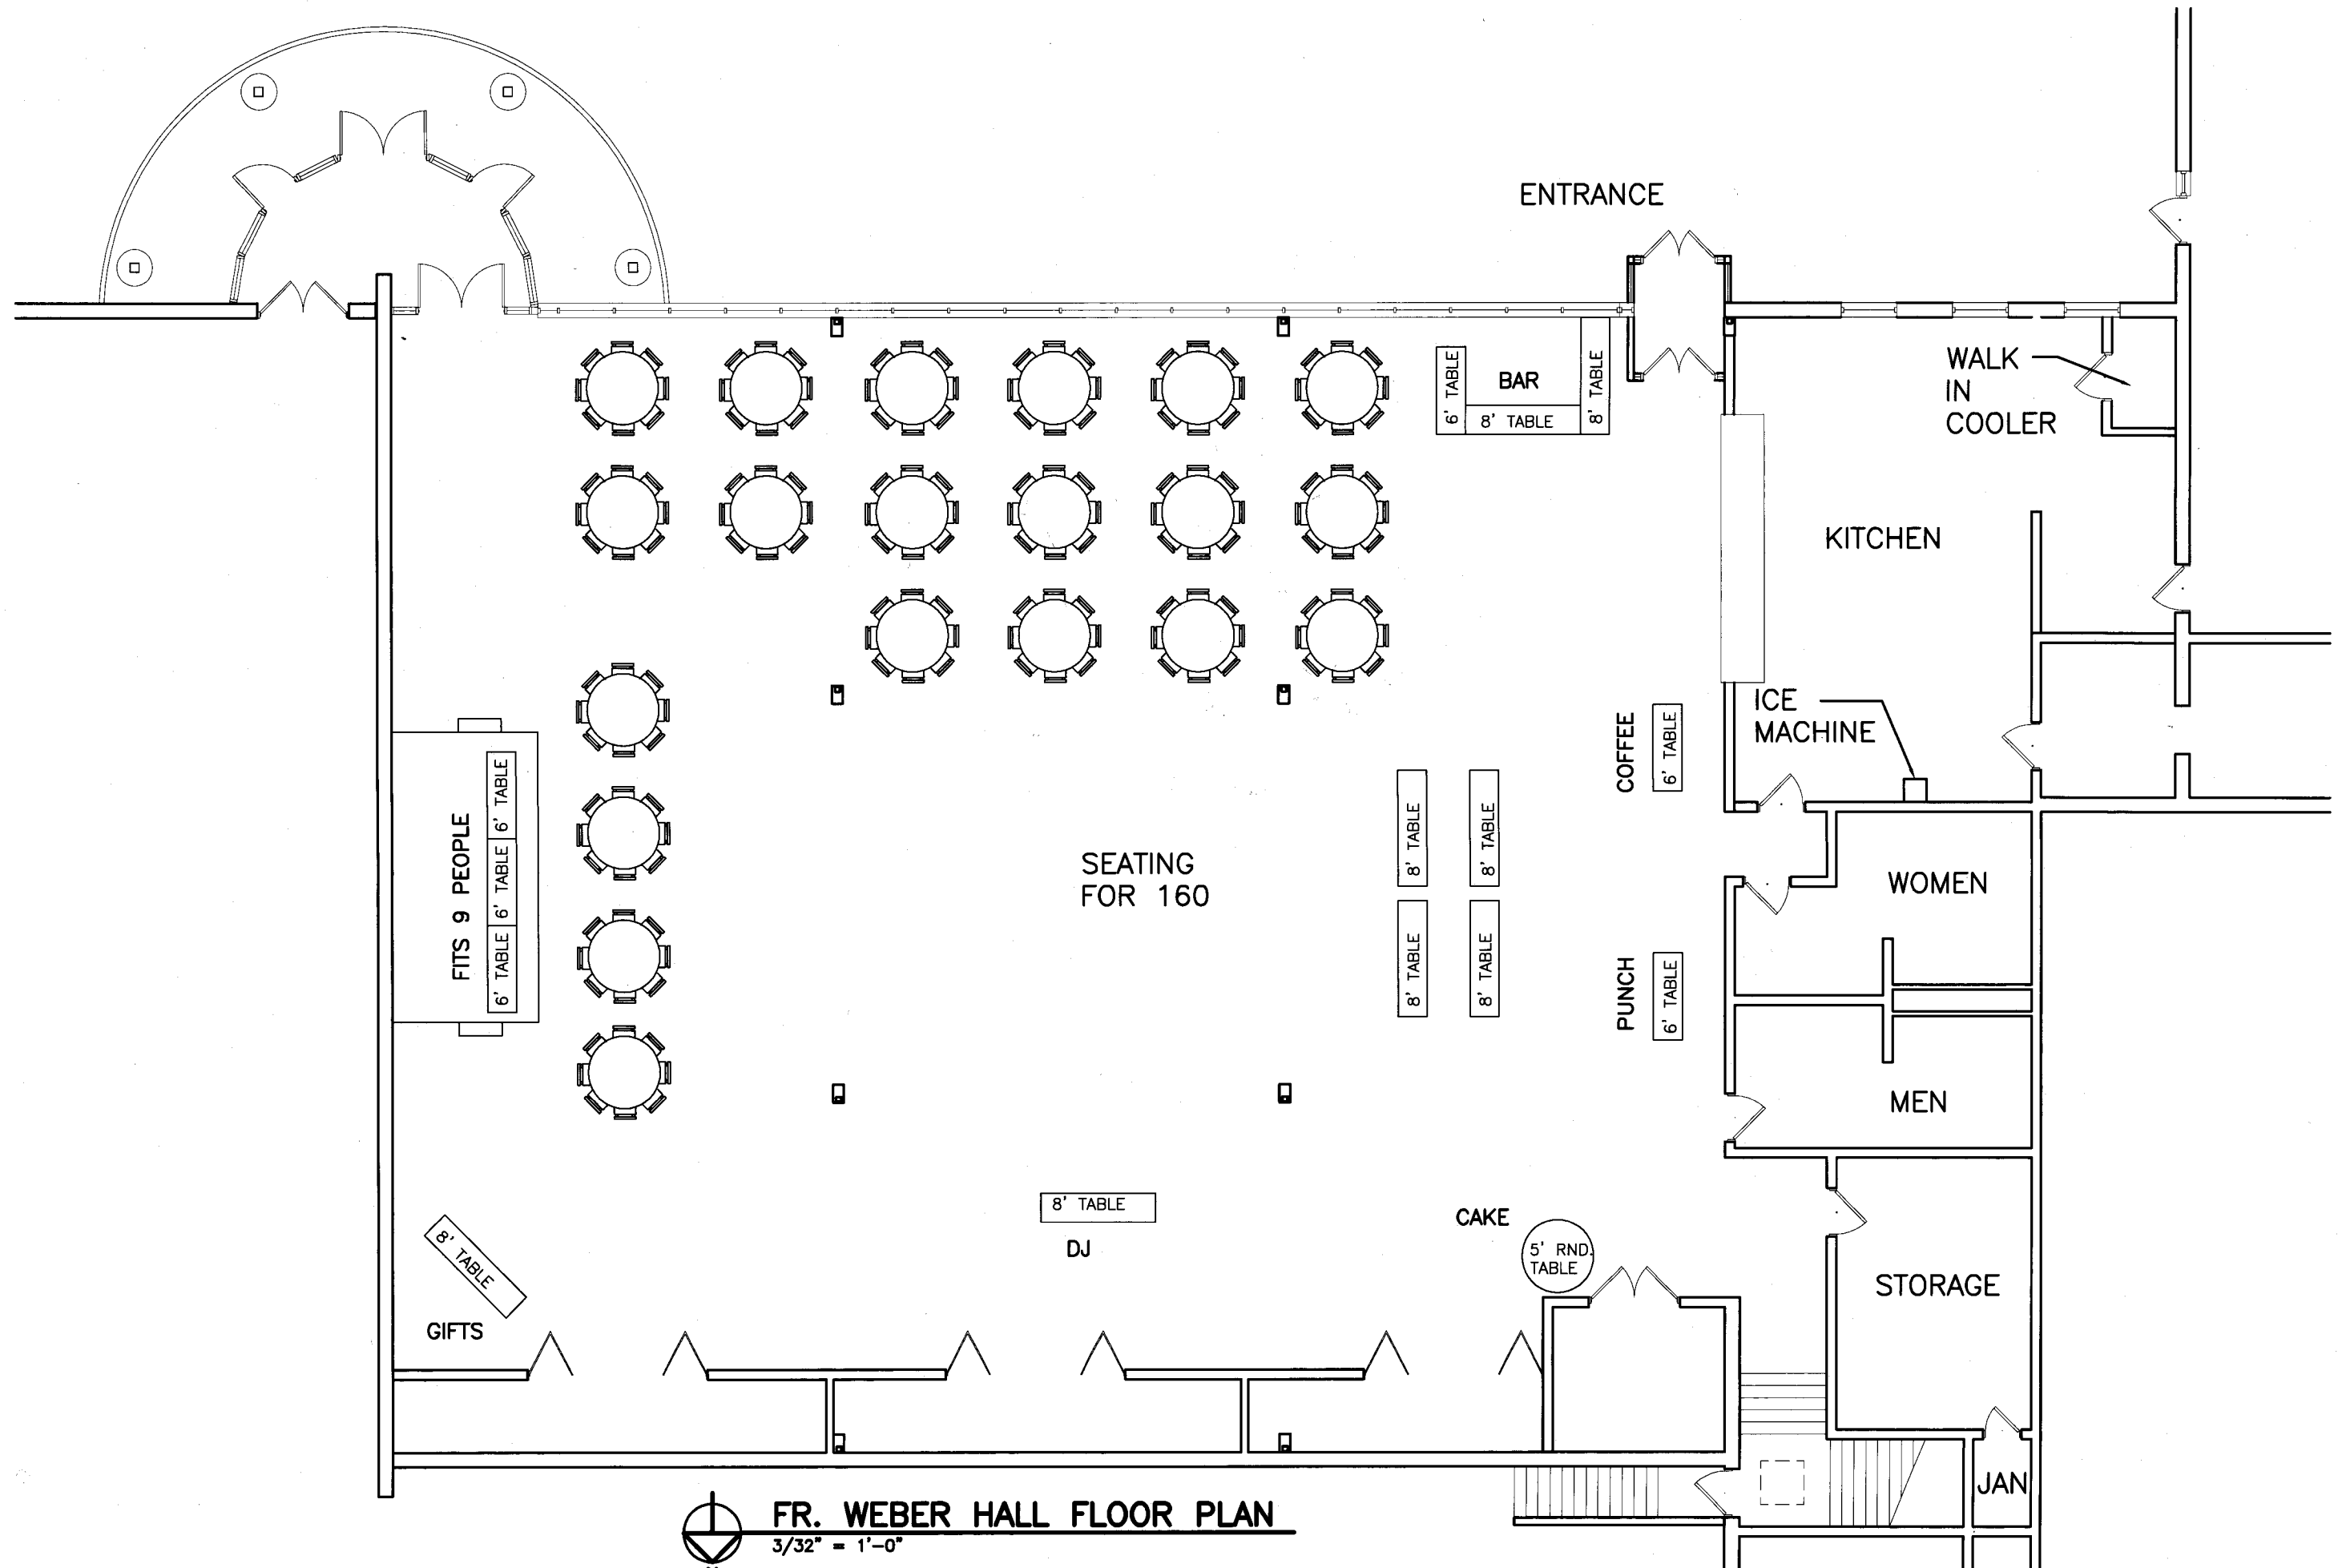 ENTRANCE
6' TABLE
BAR
8' TABLE
8' TABLE
WALK
IN
COOLER
KITCHEN
ICE
MACHINE
COFFEE
6' TABLE
FITS 9 PEOPLE
6' TABLE
6' TABLE
6' TABLE
SEATING
FOR 160
8' TABLE
8' TABLE
8' TABLE
8' TABLE
WOMEN
PUNCH
6' TABLE
MEN
8' TABLE
DJ
CAKE
5' RND.
TABLE
8' TABLE
GIFTS
STORAGE
JAN
FR. WEBER HALL FLOOR PLAN
3/32" = 1'-0"